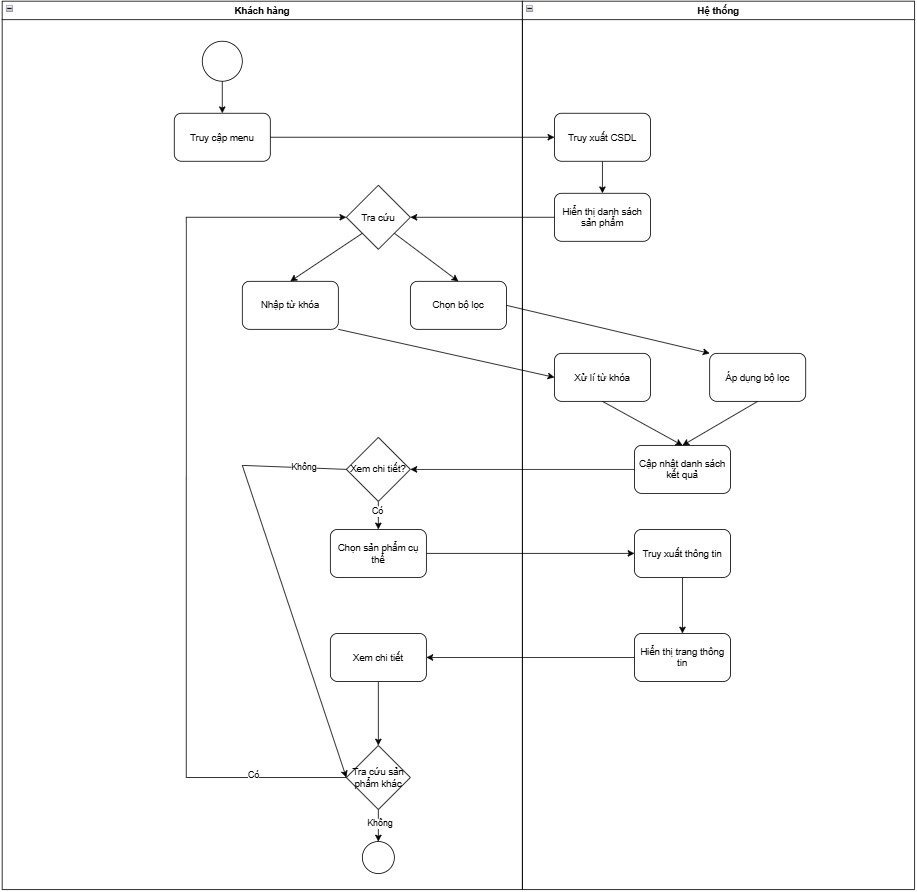 Khách hàng
Hệ thống
Truy cập menu
Truy xuất CSDL
Tra cứu
Hiển thị danh sách
sản phẩm
Nhập từ khóa
Chọn bộ lọc
Xử lí từ khóa
Áp dụng bộ lọc
Không
Xem chi tiết?
Cập nhật danh sách
kết quả
Có
Chọn sản phẩm cụ
thể
Truy xuất thông tin
Xem chi tiết
Hiển thị trang thông
tin
Có
Tra cứu sản
phẩm khác
Không